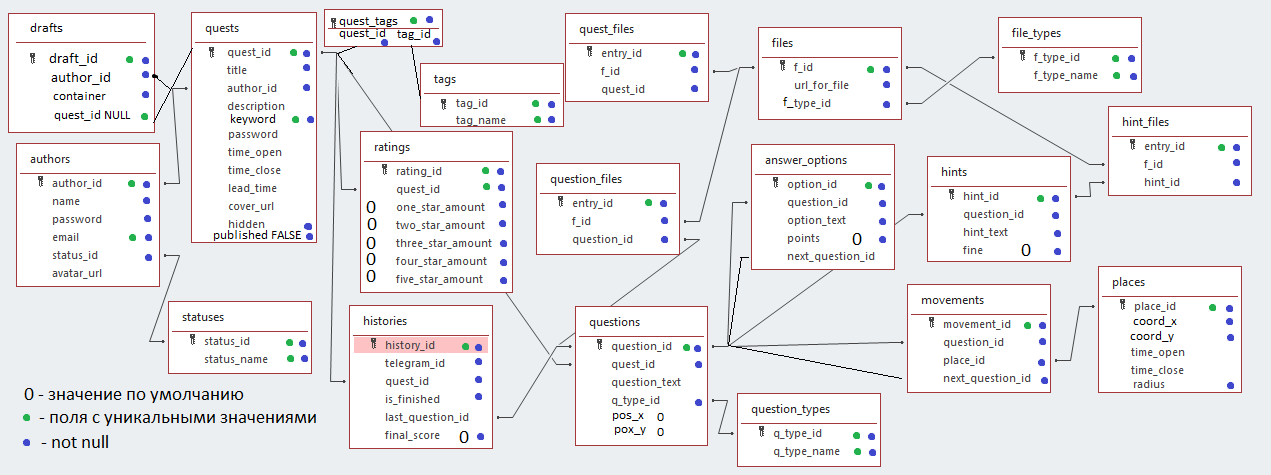 drafts
draft_id
author_id
container
quest_id NULL
quests
quest_id
title
author_id
description
keyword
password
time_open
time_close
lead_time
cover_url
hidden
published FALSE
quest_tags
quest_id tag_id
tags
tag_id
tag_name
quest_files
entry_id
f_id
quest_id
files
f_id
url_for_file
f_type_id
file_types
f_type_id
f_type_name
hint_files
entry_id
f_id
hint_id
authors
author_id
name
password
email
status_id
avatar_url
ratings
rating_id
quest_id
0 one_star_amount
0 two_star_amount
0 three_star_amount
0 four_star_amount
0 five_star_amount
question_files
entry_id
f_id
question_id
answer_options
option_id
question_id
option_text
points 0
next_question_id
hints
hint_id
question_id
hint_text
fine 0
statuses
status_id
status_name
histories
history_id
telegram_id
quest_id
is_finished
last_question_id
final_score 0
questions
question_id
quest_id
question_text
q_type_id
pos_x 0
pox_y 0
movements
movement_id
question_id
place_id
next_question_id
places
place_id
coord_x
coord_y
time_open
time_close
radius
question_types
q_type_id
q_type_name
0 - значение по умолчанию
- поля с уникальными значениями
- not null